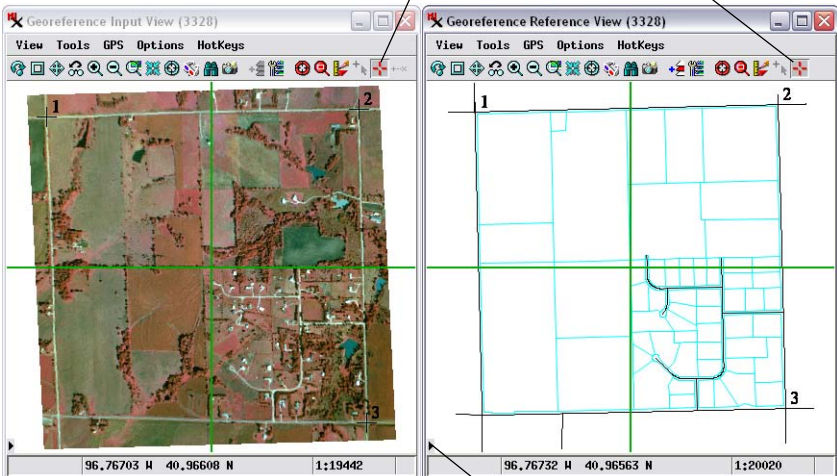 Georeference Input View (3328)
View Tools GPS Options HotKeys
1
2
3
96.76703 W 40.96608 N 1:19442
Georeference Reference View (3328)
View Tools GPS Options HotKeys
1
2
3
96.76732 W 40.96563 N 1:20020